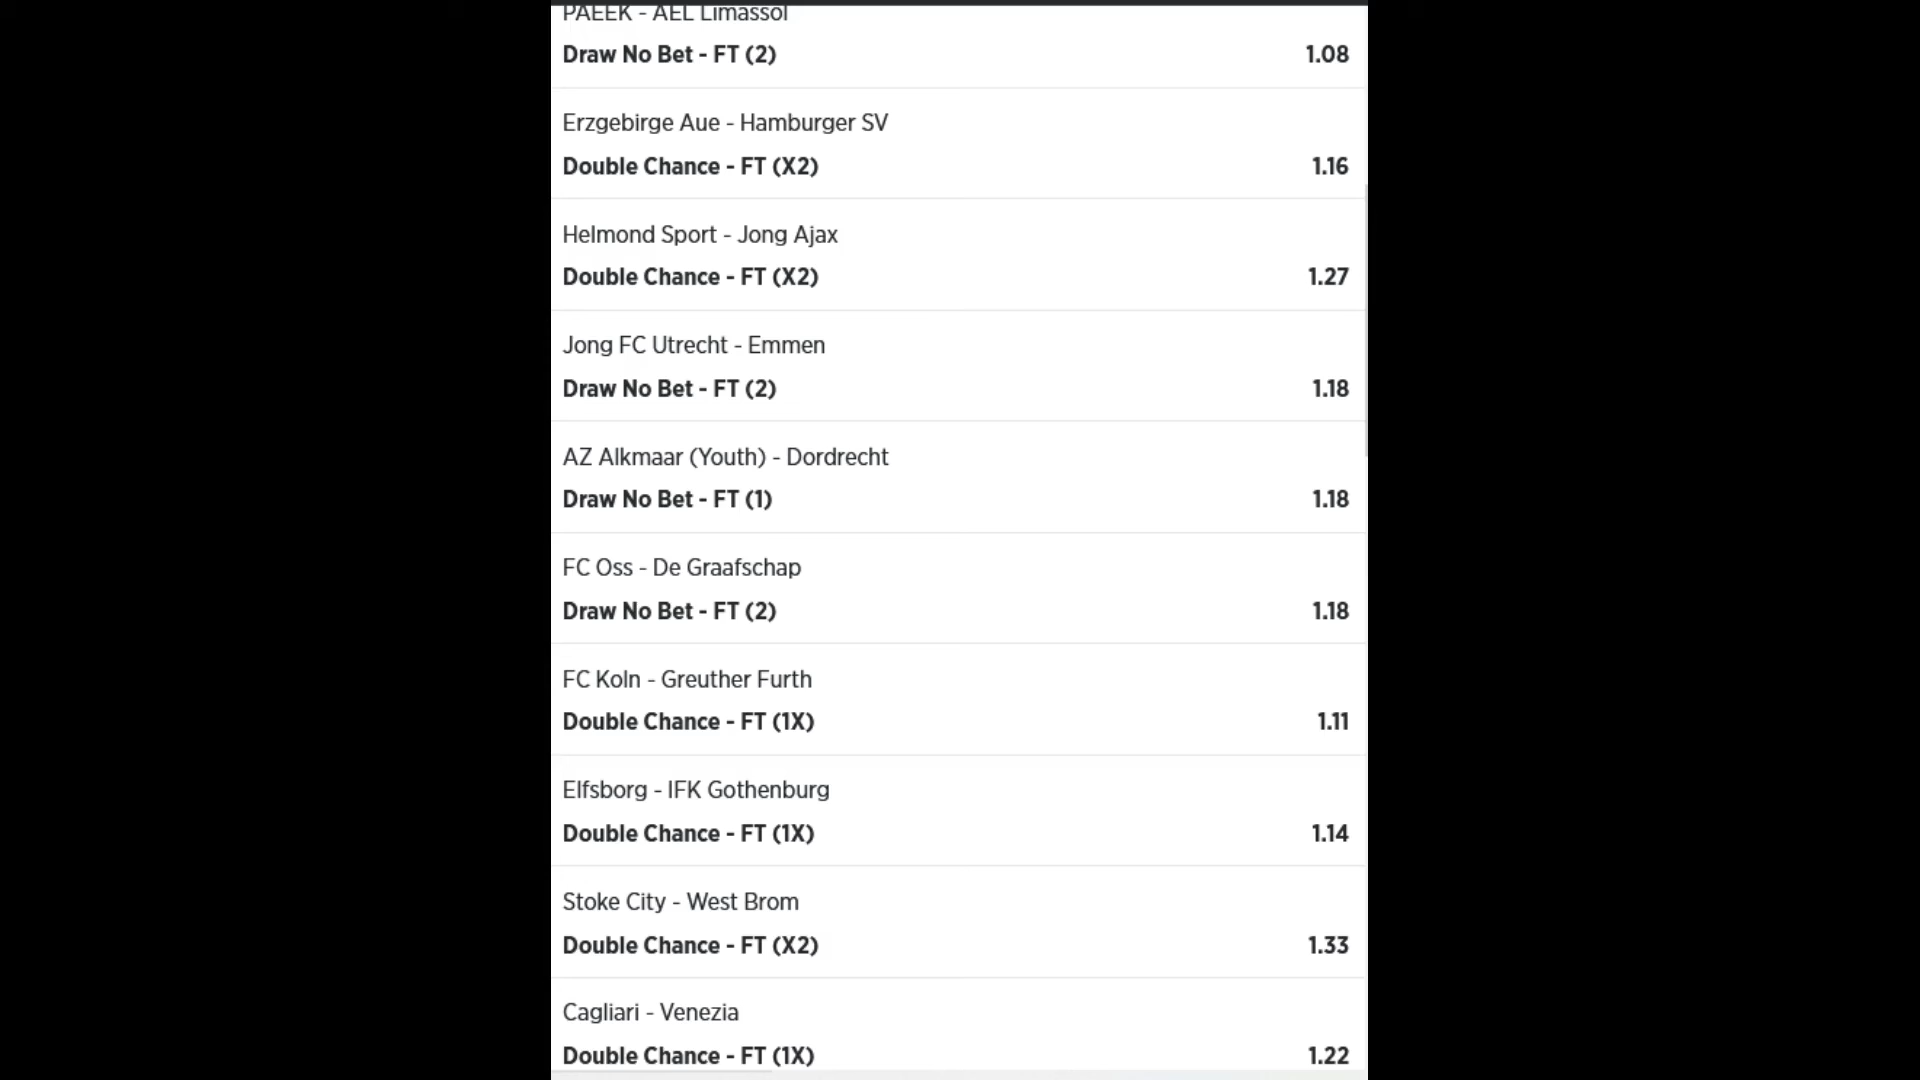 PAEEK - AEL Limassol
Draw No Bet - FT (2) 1.08
Erzgebirge Aue - Hamburger SV
Double Chance - FT (X2) 1.16
Helmond Sport - Jong Ajax
Double Chance - FT (X2) 1.27
Jong FC Utrecht - Emmen
Draw No Bet - FT (2) 1.18
AZ Alkmaar (Youth) - Dordrecht
Draw No Bet - FT (1) 1.18
FC Oss - De Graafschap
Draw No Bet - FT (2) 1.18
FC Koln - Greuther Furth
Double Chance - FT (1X) 1.11
Elfsborg - IFK Gothenburg
Double Chance - FT (1X) 1.14
Stoke City - West Brom
Double Chance - FT (X2) 1.33
Cagliari - Venezia
Double Chance - FT (1X) 1.22